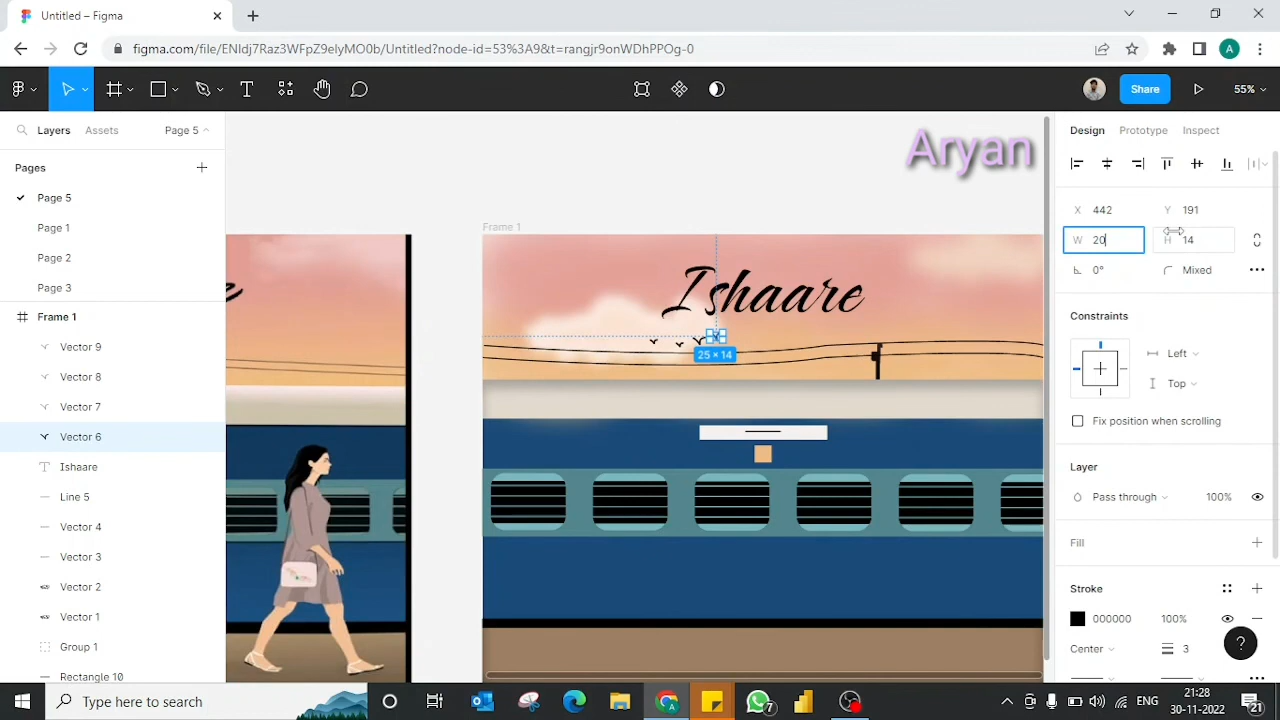 Untitled – Figma
figma.com/file/ENIdj7Raz3WFpZ9elyMO0b/Untitled?node-id=53%3A9&t=rangjr9onWDhPPOg-0
A
Share
55%
Layers
Assets
Page 5
Pages
Page 5
Page 1
Page 2
Page 3
Frame 1
Vector 9
Vector 8
Vector 7
Vector 6
Ishaare
Line 5
Vector 4
Vector 3
Vector 2
Vector 1
Group 1
Rectangle 10
Aryan
Frame 1
Ishaare
25 × 14
Design
Prototype
Inspect
X 442
Y 191
W 20
H 14
0°
Mixed
Constraints
Left
Top
Fix position when scrolling
Layer
Pass through
100%
Fill
Stroke
000000
100%
Center
3
?
Type here to search
7
ENG
21:28
30-11-2022
21